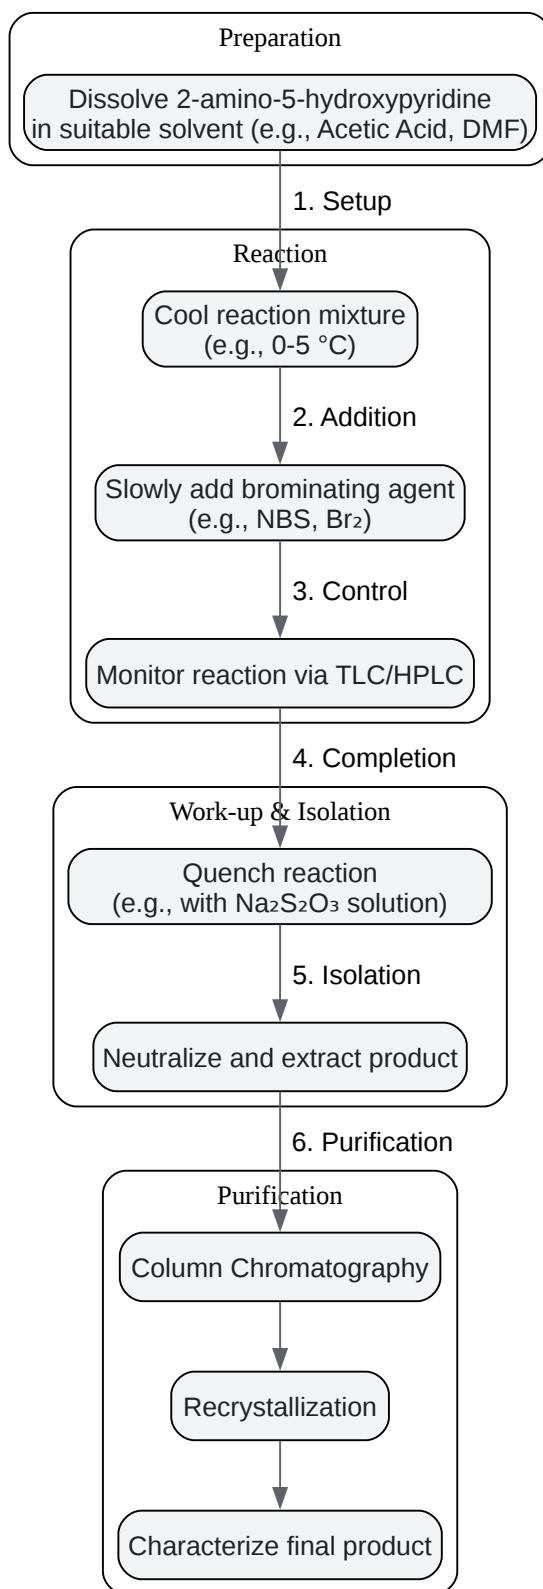 Preparation
Dissolve 2-amino-5-hydroxypyridine
in suitable solvent (e.g., Acetic Acid, DMF)
1. Setup
Reaction
Cool reaction mixture
(e.g., 0-5 °C)
2. Addition
Slowly add brominating agent
(e.g., NBS, Br₂)
3. Control
Monitor reaction via TLC/HPLC
4. Completion
Work-up & Isolation
Quench reaction
(e.g., with Na₂S₂O₃ solution)
5. Isolation
Neutralize and extract product
6. Purification
Purification
Column Chromatography
Recrystallization
Characterize final product